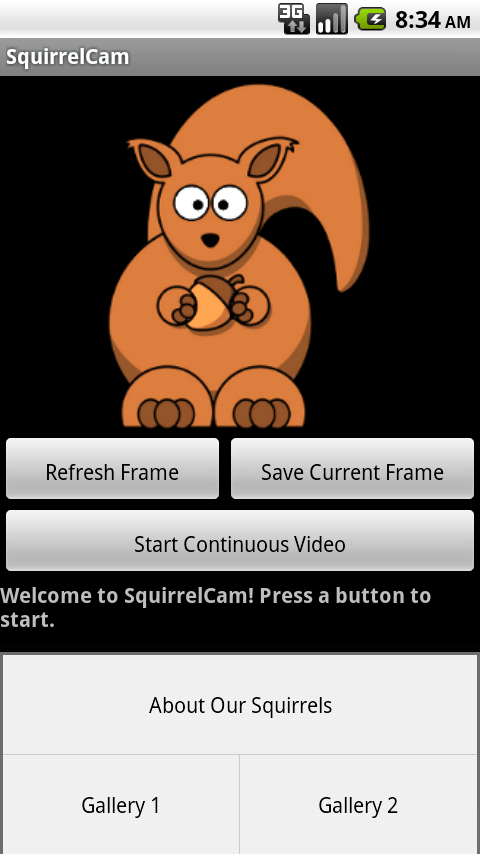 3G 8:34 AM
SquirrelCam
Refresh Frame Save Current Frame
Start Continuous Video
Welcome to SquirrelCam! Press a button to
start.
About Our Squirrels
Gallery 1 Gallery 2